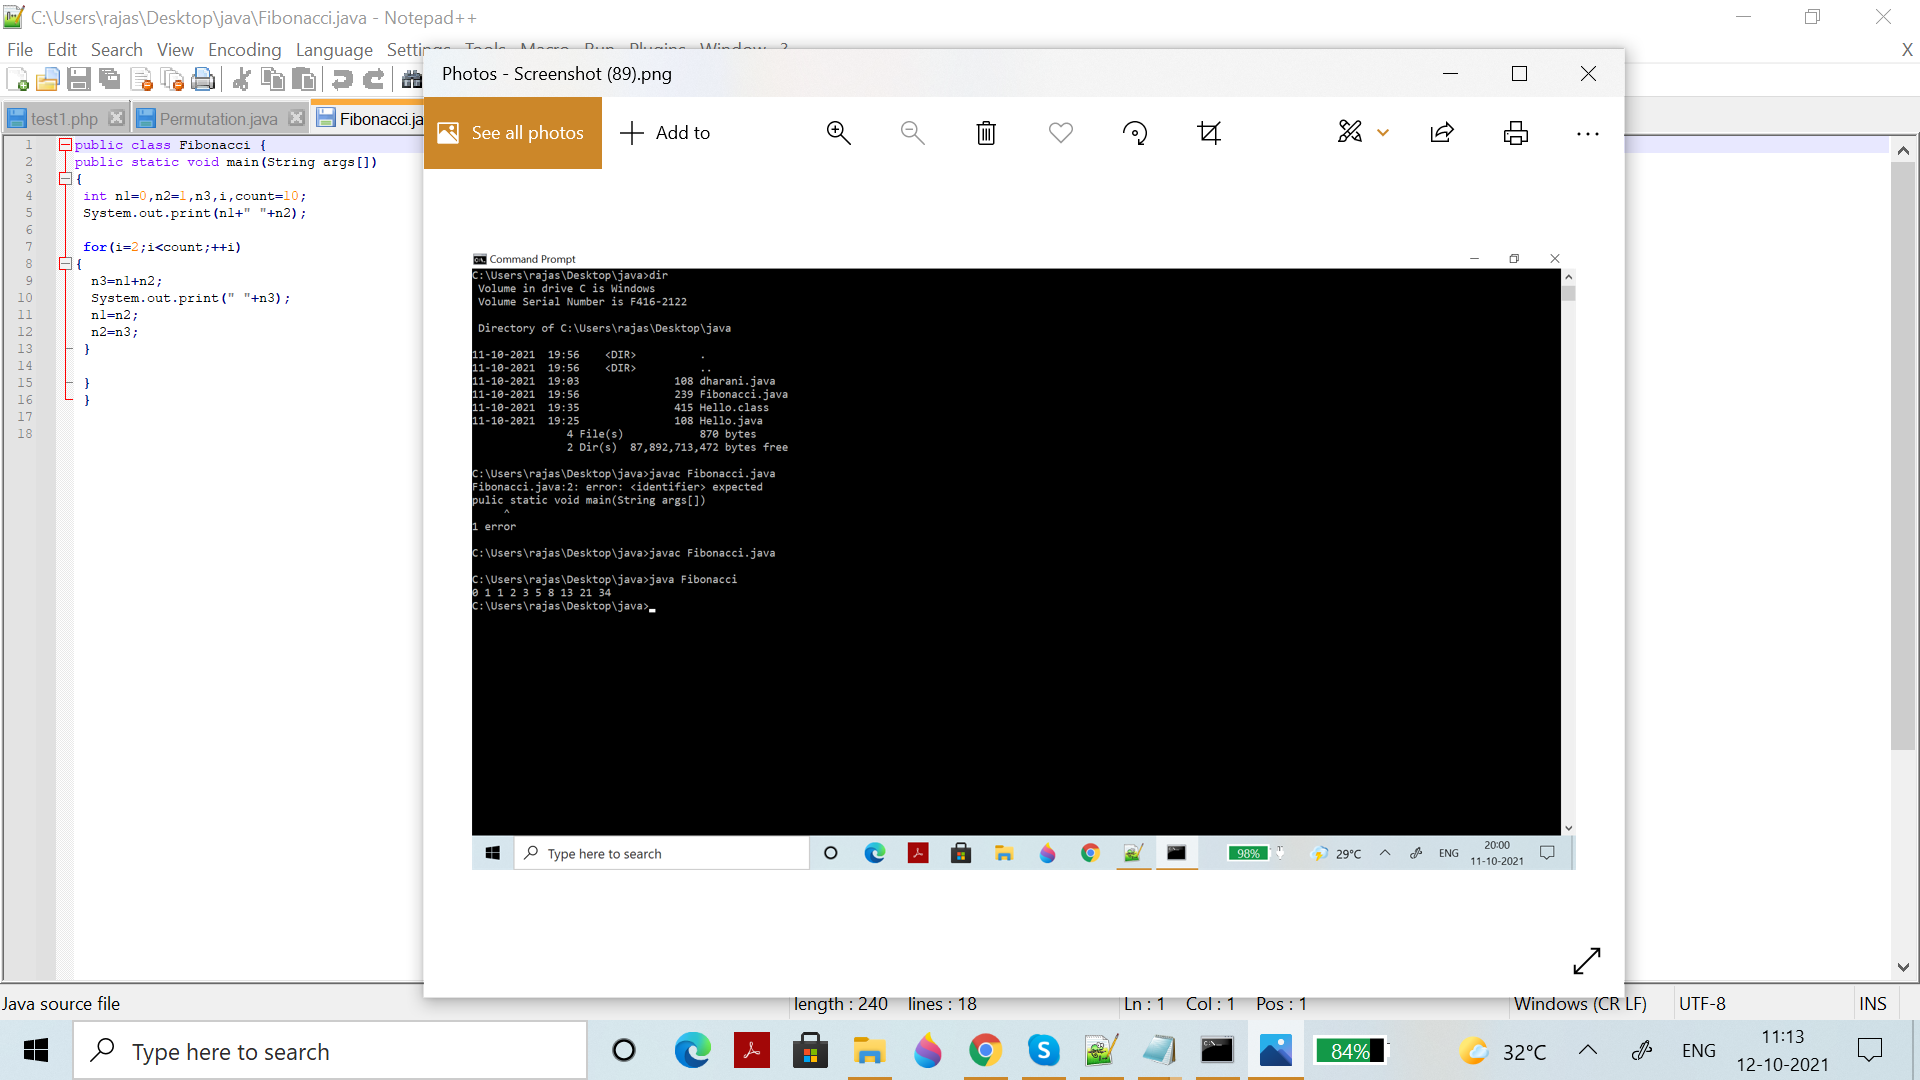 C:\Users\rajas\Desktop\java\Fibonacci.java - Notepad++
File Edit Search View Encoding Language Settings Tools Macro Run Plugins Window ?
X
Photos - Screenshot (89).png
See all photos
Add to
test1.php
Permutation.java
Fibonacci.ja
1 public class Fibonacci {
2 public static void main(String args[])
3 {
4 int n1=0,n2=1,n3,i,count=10;
5 System.out.print(n1+" "+n2);
6
7 for(i=2;i<count;++i)
8 {
9 n3=n1+n2;
10 System.out.print(" "+n3);
11 n1=n2;
12 n2=n3;
13 }
14
15 }
16 }
17
18
Command Prompt
C:\Users\rajas\Desktop\java>dir
Volume in drive C is Windows
Volume Serial Number is F416-2122
Directory of C:\Users\rajas\Desktop\java
11-10-2021 19:56 <DIR> .
11-10-2021 19:56 <DIR> ..
11-10-2021 19:03 108 dharani.java
11-10-2021 19:56 239 Fibonacci.java
11-10-2021 19:35 415 Hello.class
11-10-2021 19:25 108 Hello.java
4 File(s) 870 bytes
2 Dir(s) 87,892,713,472 bytes free
C:\Users\rajas\Desktop\java>javac Fibonacci.java
Fibonacci.java:2: error: <identifier> expected
pulic static void main(String args[])
^
1 error
C:\Users\rajas\Desktop\java>javac Fibonacci.java
C:\Users\rajas\Desktop\java>java Fibonacci
0 1 1 2 3 5 8 13 21 34
C:\Users\rajas\Desktop\java>
Type here to search
98%
29°C
ENG
20:00
11-10-2021
Java source file
length : 240 lines : 18
Ln : 1 Col : 1 Pos : 1
Windows (CR LF)
UTF-8
INS
Type here to search
84%
32°C
ENG
11:13
12-10-2021